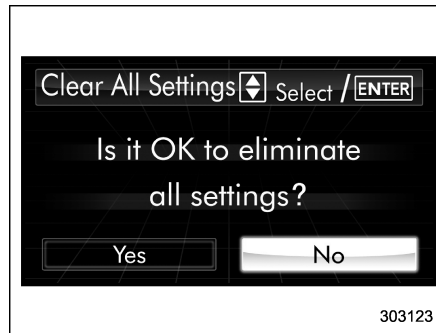 Clear All Settings Select / ENTER
Is it OK to eliminate
all settings?
Yes No
303123